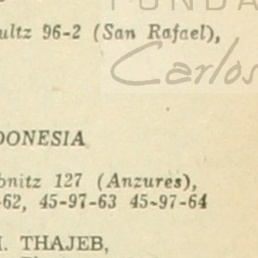 FUNDA
ultz 96-2 (San Rafael),
Carlos
DONESIA
bnitz 127 (Anzures),
-62, 45-97-63 45-97-64
I. THAJEB,